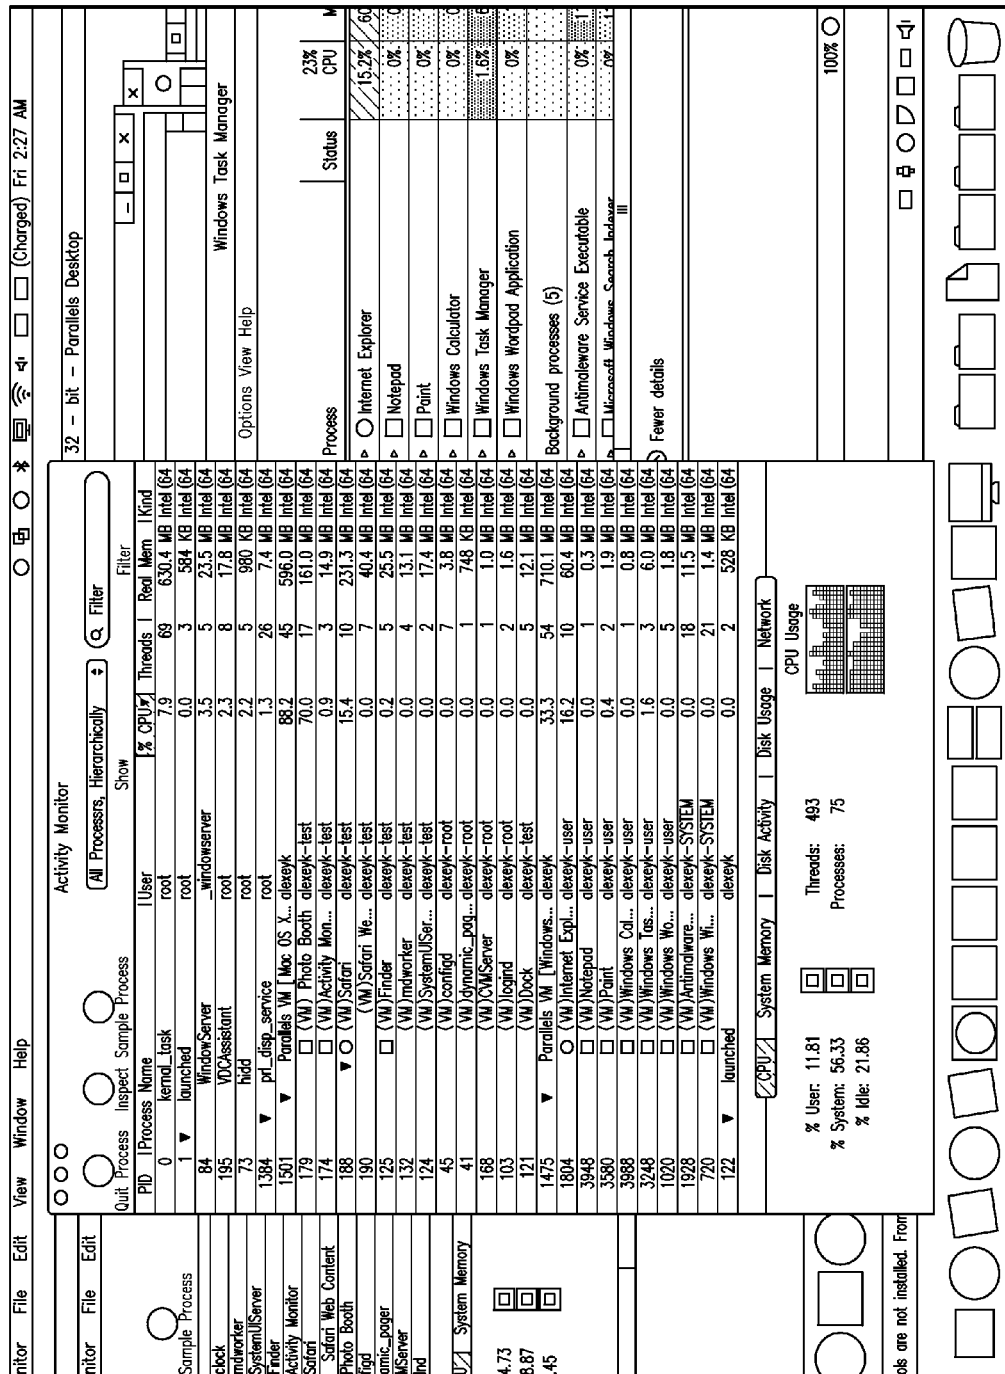 nitor File Edit View Window Help (Charged) Fri 2:27 AM
32 - bit - Parallels Desktop
nitor File Edit
Activity Monitor
All Processrs, Hierarchically
Filter
Quit Process Inspect Sample Process Show Filter
PID Process Name User % CPU Threads Real Mem Kind
0 kernal_task root 7.9 69 630.4 MB Intel (64
1 launched root 0.0 3 584 KB Intel (64
84 WindowServer _windowserver 3.5 5 23.5 MB Intel (64
195 VDCAssistant root 2.3 8 17.8 MB Intel (64
73 hidd root 2.2 5 980 KB Intel (64
1384 prl_disp_service root 1.3 26 7.4 MB Intel (64
1501 Parallels VM [Mac OS X... alexeyk 88.2 45 596.0 MB Intel (64
179 (VM) Photo Booth alexeyk-test 70.0 17 161.0 MB Intel (64
174 (VM)Activity Mon... alexeyk-test 0.9 3 14.9 MB Intel (64
188 (VM)Safari alexeyk-test 15.4 10 231.3 MB Intel (64
190 (VM)Safari We... alexeyk-test 0.0 7 40.4 MB Intel (64
125 (VM)Finder alexeyk-test 0.2 5 25.5 MB Intel (64
132 (VM)mdworker alexeyk-test 0.0 4 13.1 MB Intel (64
124 (VM)SystemUISer... alexeyk-test 0.0 2 17.4 MB Intel (64
45 (VM)configd alexeyk-root 0.0 7 3.8 MB Intel (64
41 (VM)dynamic_pag... alexeyk-root 0.0 1 748 KB Intel (64
168 (VM)CVMServer alexeyk-root 0.0 1 1.0 MB Intel (64
103 (VM)logind alexeyk-root 0.0 2 1.6 MB Intel (64
121 (VM)Dock alexeyk-test 0.0 5 12.1 MB Intel (64
1475 Parallels VM [Windows... alexeyk 33.3 54 710.1 MB Intel (64
1804 (VM)Internet Expl... alexeyk-user 16.2 10 60.4 MB Intel (64
3948 (VM)Notepad alexeyk-user 0.0 1 0.3 MB Intel (64
3580 (VM)Paint alexeyk-user 0.4 2 1.9 MB Intel (64
3988 (VM)Windows Cal... alexeyk-user 0.0 1 0.8 MB Intel (64
3248 (VM)Windows Tas... alexeyk-user 1.6 3 6.0 MB Intel (64
1020 (VM)Windows Wo... alexeyk-user 0.0 5 1.8 MB Intel (64
1928 (VM)Antimalware... alexeyk-SYSTEM 0.0 18 11.5 MB Intel (64
720 (VM)Windows Wi... alexeyk-SYSTEM 0.0 21 1.4 MB Intel (64
122 launched alexeyk 0.0 2 528 KB Intel (64
CPU System Memory Disk Activity Disk Usage Network
CPU Usage
% User: 11.81 Threads: 493
% System: 56.33 Processes: 75
% Idle: 21.86
Sample Process
clock
mdworker
SystemUIServer
Finder
Activity Monitor
Safari
Safari Web Content
Photo Booth
figd
amic_pager
MServer
ind
System Memory
4.73
8.87
.45
ols are not installed. From
Windows Task Manager
Options View Help
23%
Process Status CPU M
Internet Explorer 15.2% 60
Notepad 0% 0
Paint
Windows Calculator 0% 0
Windows Task Manager 1.6% 6
Windows Wordpad Application 0%
Background processes (5)
Antimaleware Service Executable 0% 1
Microsoft Windows Search Indexer 0% 1
Fewer details
100%